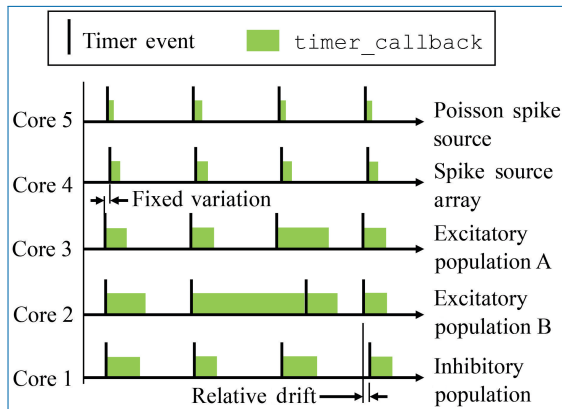 Timer event
timer_callback
Core 5
Poisson spike
source
Core 4
Spike source
array
Fixed variation
Core 3
Excitatory
population A
Core 2
Excitatory
population B
Core 1
Inhibitory
population
Relative drift